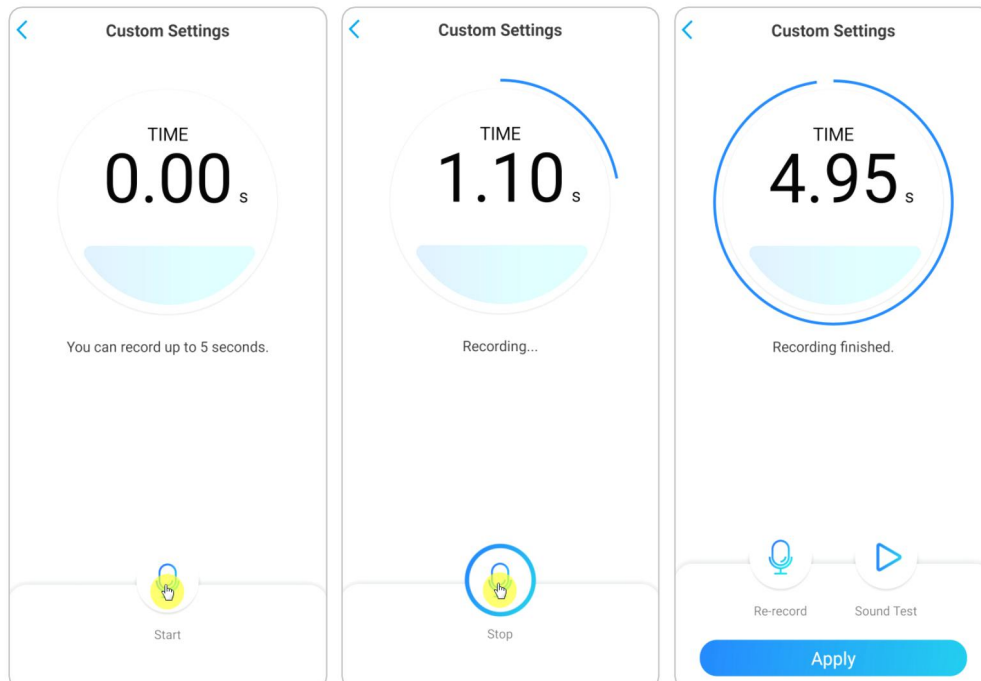 Custom Settings
TIME
0.00 s
You can record up to 5 seconds.
Start
Custom Settings
TIME
1.10 s
Recording...
Stop
Custom Settings
TIME
4.95 s
Recording finished.
Re-record
Sound Test
Apply